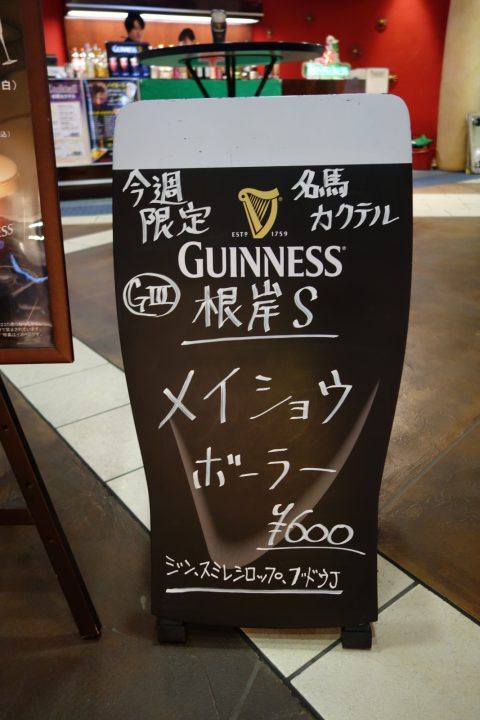 今週
限定
名馬
カクテル
ESTD 1759
GUINNESS
GIII
根岸S
メイショウ
ボーラー
¥600
ジン、スミレシロップ、ブドウJ
GUINNESS
白)